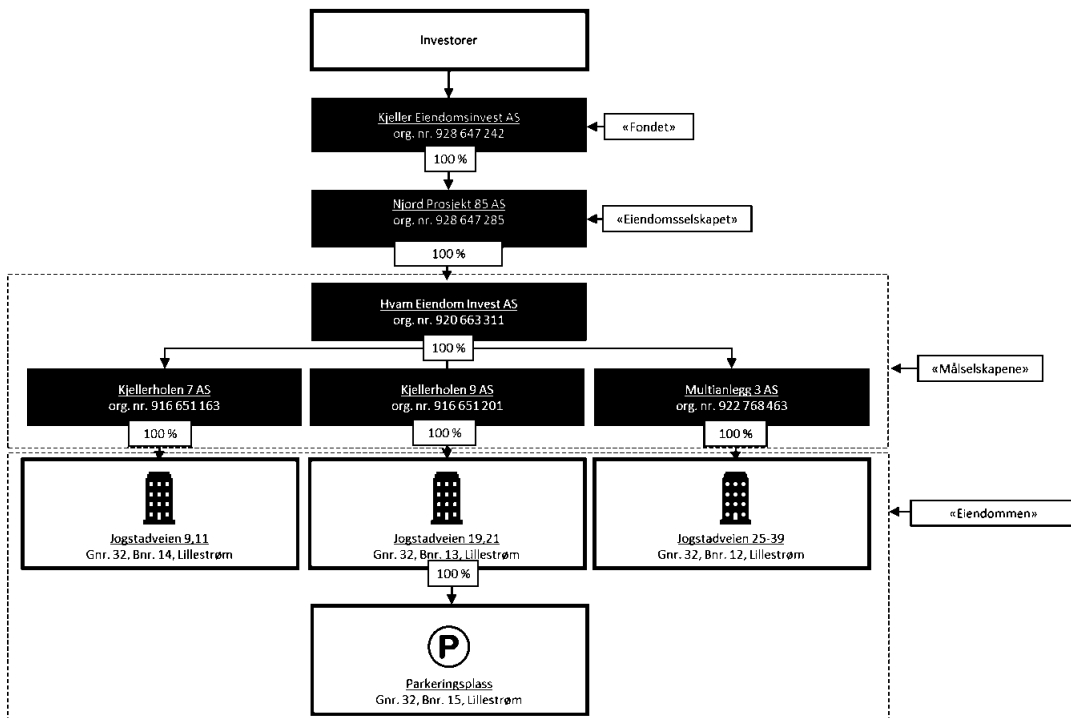 Investorer
Kjeller Eiendomsinvest AS
org. nr. 928 647 242
«Fondet»
100 %
Njord Prosjekt 85 AS
org. nr. 928 647 285
«Eiendomsselskapet»
100 %
Hvam Eiendom Invest AS
org. nr. 920 663 311
100 %
«Målselskapene»
Kjellerholen 7 AS
org. nr. 916 651 163
Kjellerholen 9 AS
org. nr. 916 651 201
Multianlegg 3 AS
org. nr. 922 768 463
100 %
100 %
100 %
«Eiendommen»
Jogstadveien 9,11
Gnr. 32, Bnr. 14, Lillestrøm
Jogstadveien 19,21
Gnr. 32, Bnr. 13, Lillestrøm
Jogstadveien 25-39
Gnr. 32, Bnr. 12, Lillestrøm
100 %
P
Parkeringsplass
Gnr. 32, Bnr. 15, Lillestrøm